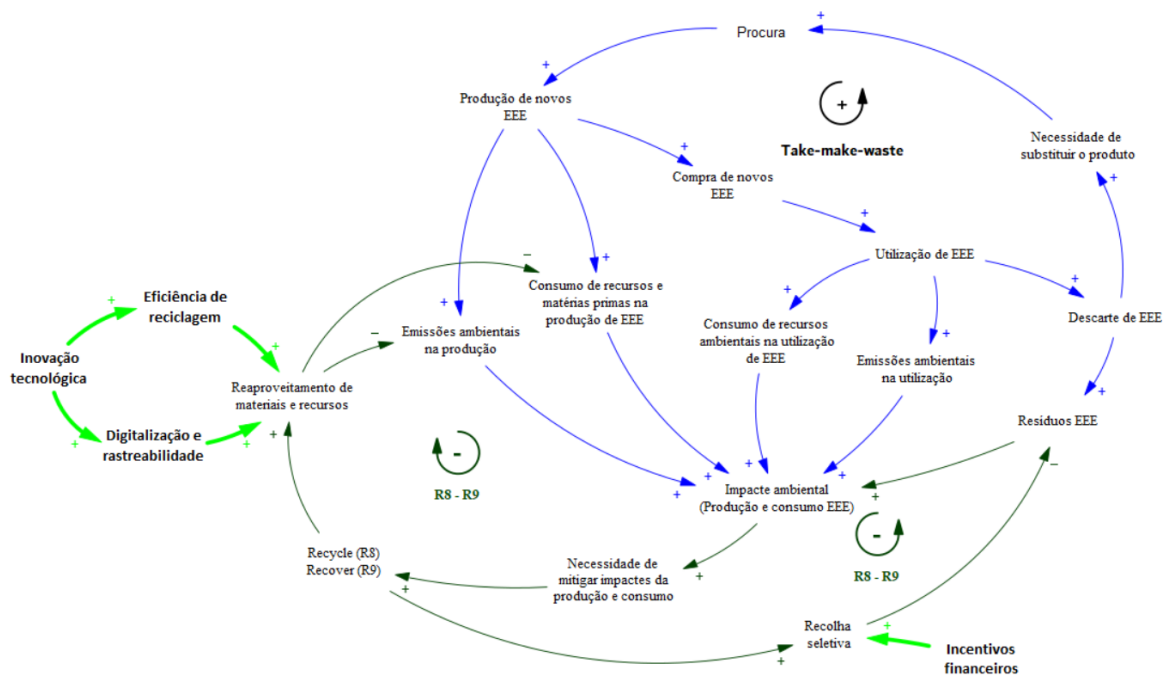 Procura
Produção de novos
EEE
Take-make-waste
Necessidade de
substituir o produto
Compra de novos
EEE
Utilização de EEE
Eficiência de
reciclagem
Consumo de recursos e
matérias primas na
produção de EEE
Descarte de EEE
Consumo de recursos
ambientais na utilização
de EEE
Emissões ambientais
na produção
Emissões ambientais
na utilização
Inovação
tecnológica
Reaproveitamento de
materiais e recursos
Digitalização e
rastreabilidade
Resíduos EEE
R8 - R9
Impacte ambiental
(Produção e consumo EEE)
R8 - R9
Recycle (R8)
Recover (R9)
Necessidade de
mitigar impactes da
produção e consumo
Recolha
seletiva
Incentivos
financeiros